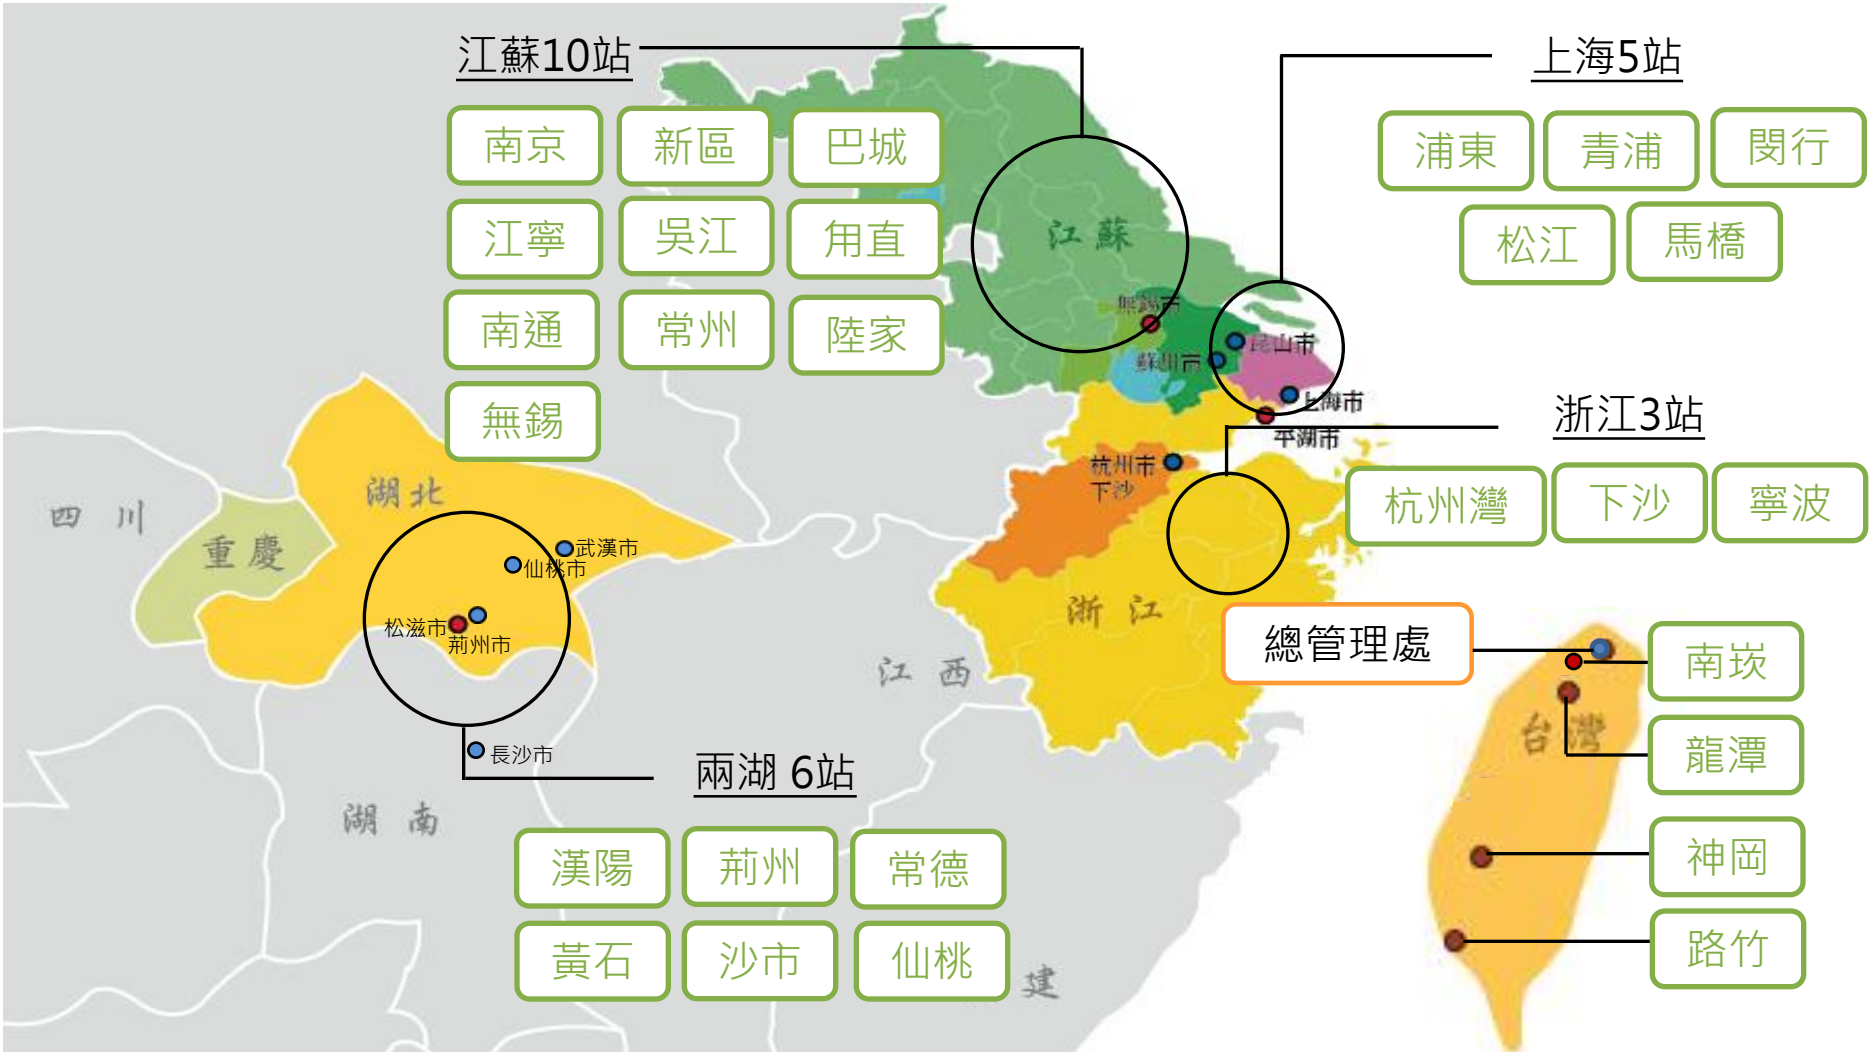 江蘇10站
南京
新區
巴城
江寧
吳江
甪直
南通
常州
陸家
無錫
上海5站
浦東
青浦
閔行
松江
馬橋
江蘇
無錫市
昆山市
蘇州市
上海市
平湖市
浙江3站
杭州灣
下沙
寧波
杭州市
下沙
浙江
四川
重慶
湖北
武漢市
仙桃市
松滋市
荊州市
長沙市
兩湖 6站
漢陽
荊州
常德
黃石
沙市
仙桃
湖南
江西
建
總管理處
台灣
南崁
龍潭
神岡
路竹